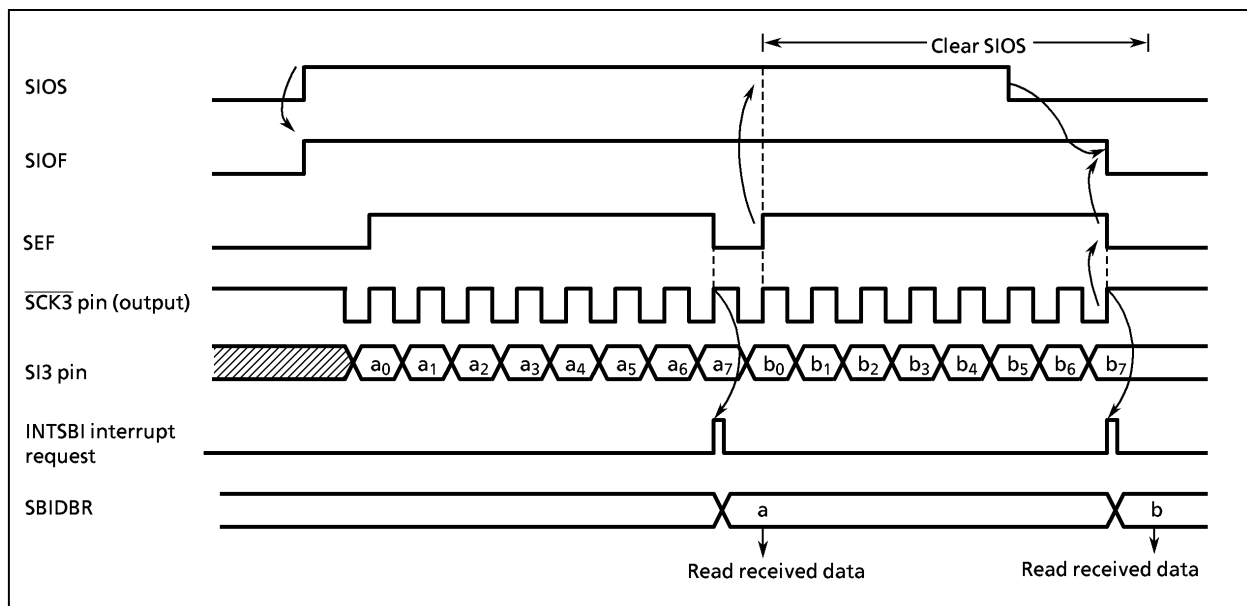 Clear SIOS
SIOS
SIOF
SEF
SCK3 pin (output)
SI3 pin
a0 a1 a2 a3 a4 a5 a6 a7 b0 b1 b2 b3 b4 b5 b6 b7
INTSBI interrupt
request
SBIDBR
a b
Read received data Read received data